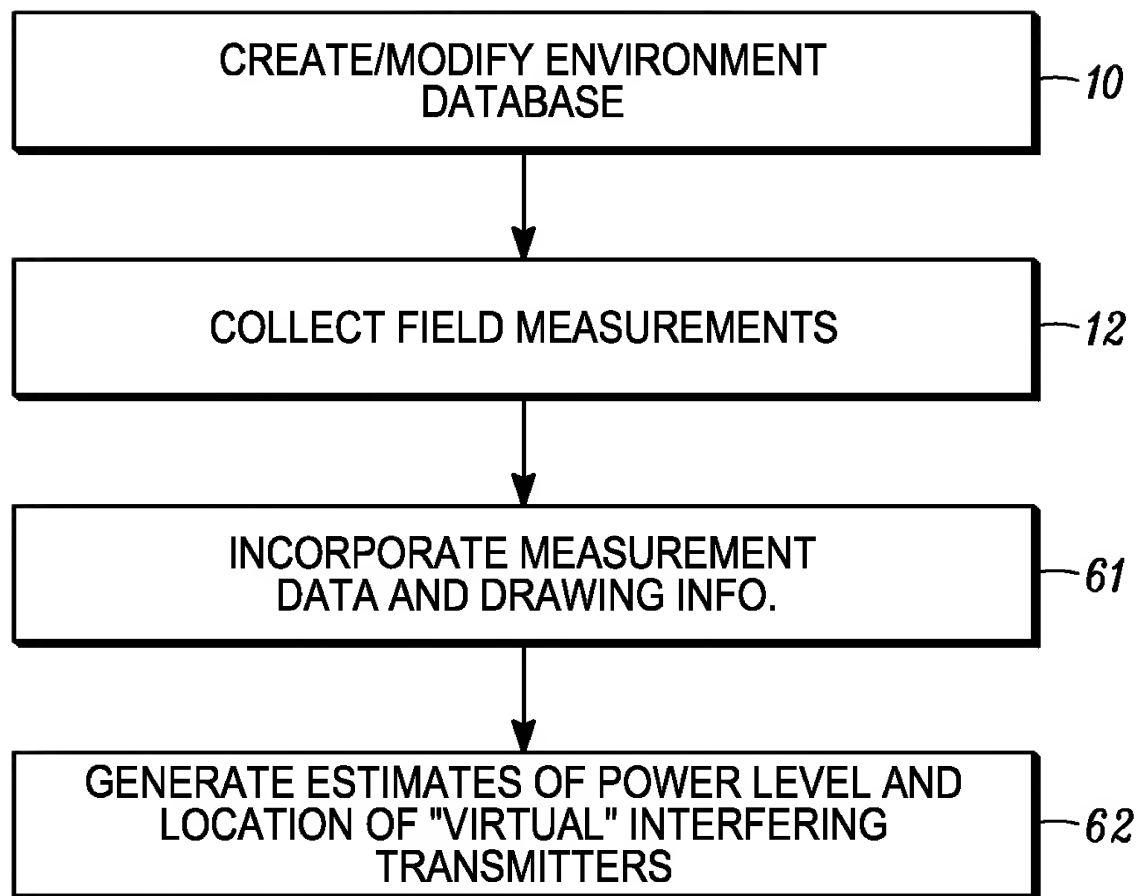 CREATE/MODIFY ENVIRONMENT
DATABASE
10
COLLECT FIELD MEASUREMENTS
12
INCORPORATE MEASUREMENT
DATA AND DRAWING INFO.
61
GENERATE ESTIMATES OF POWER LEVEL AND
LOCATION OF "VIRTUAL" INTERFERING
TRANSMITTERS
62